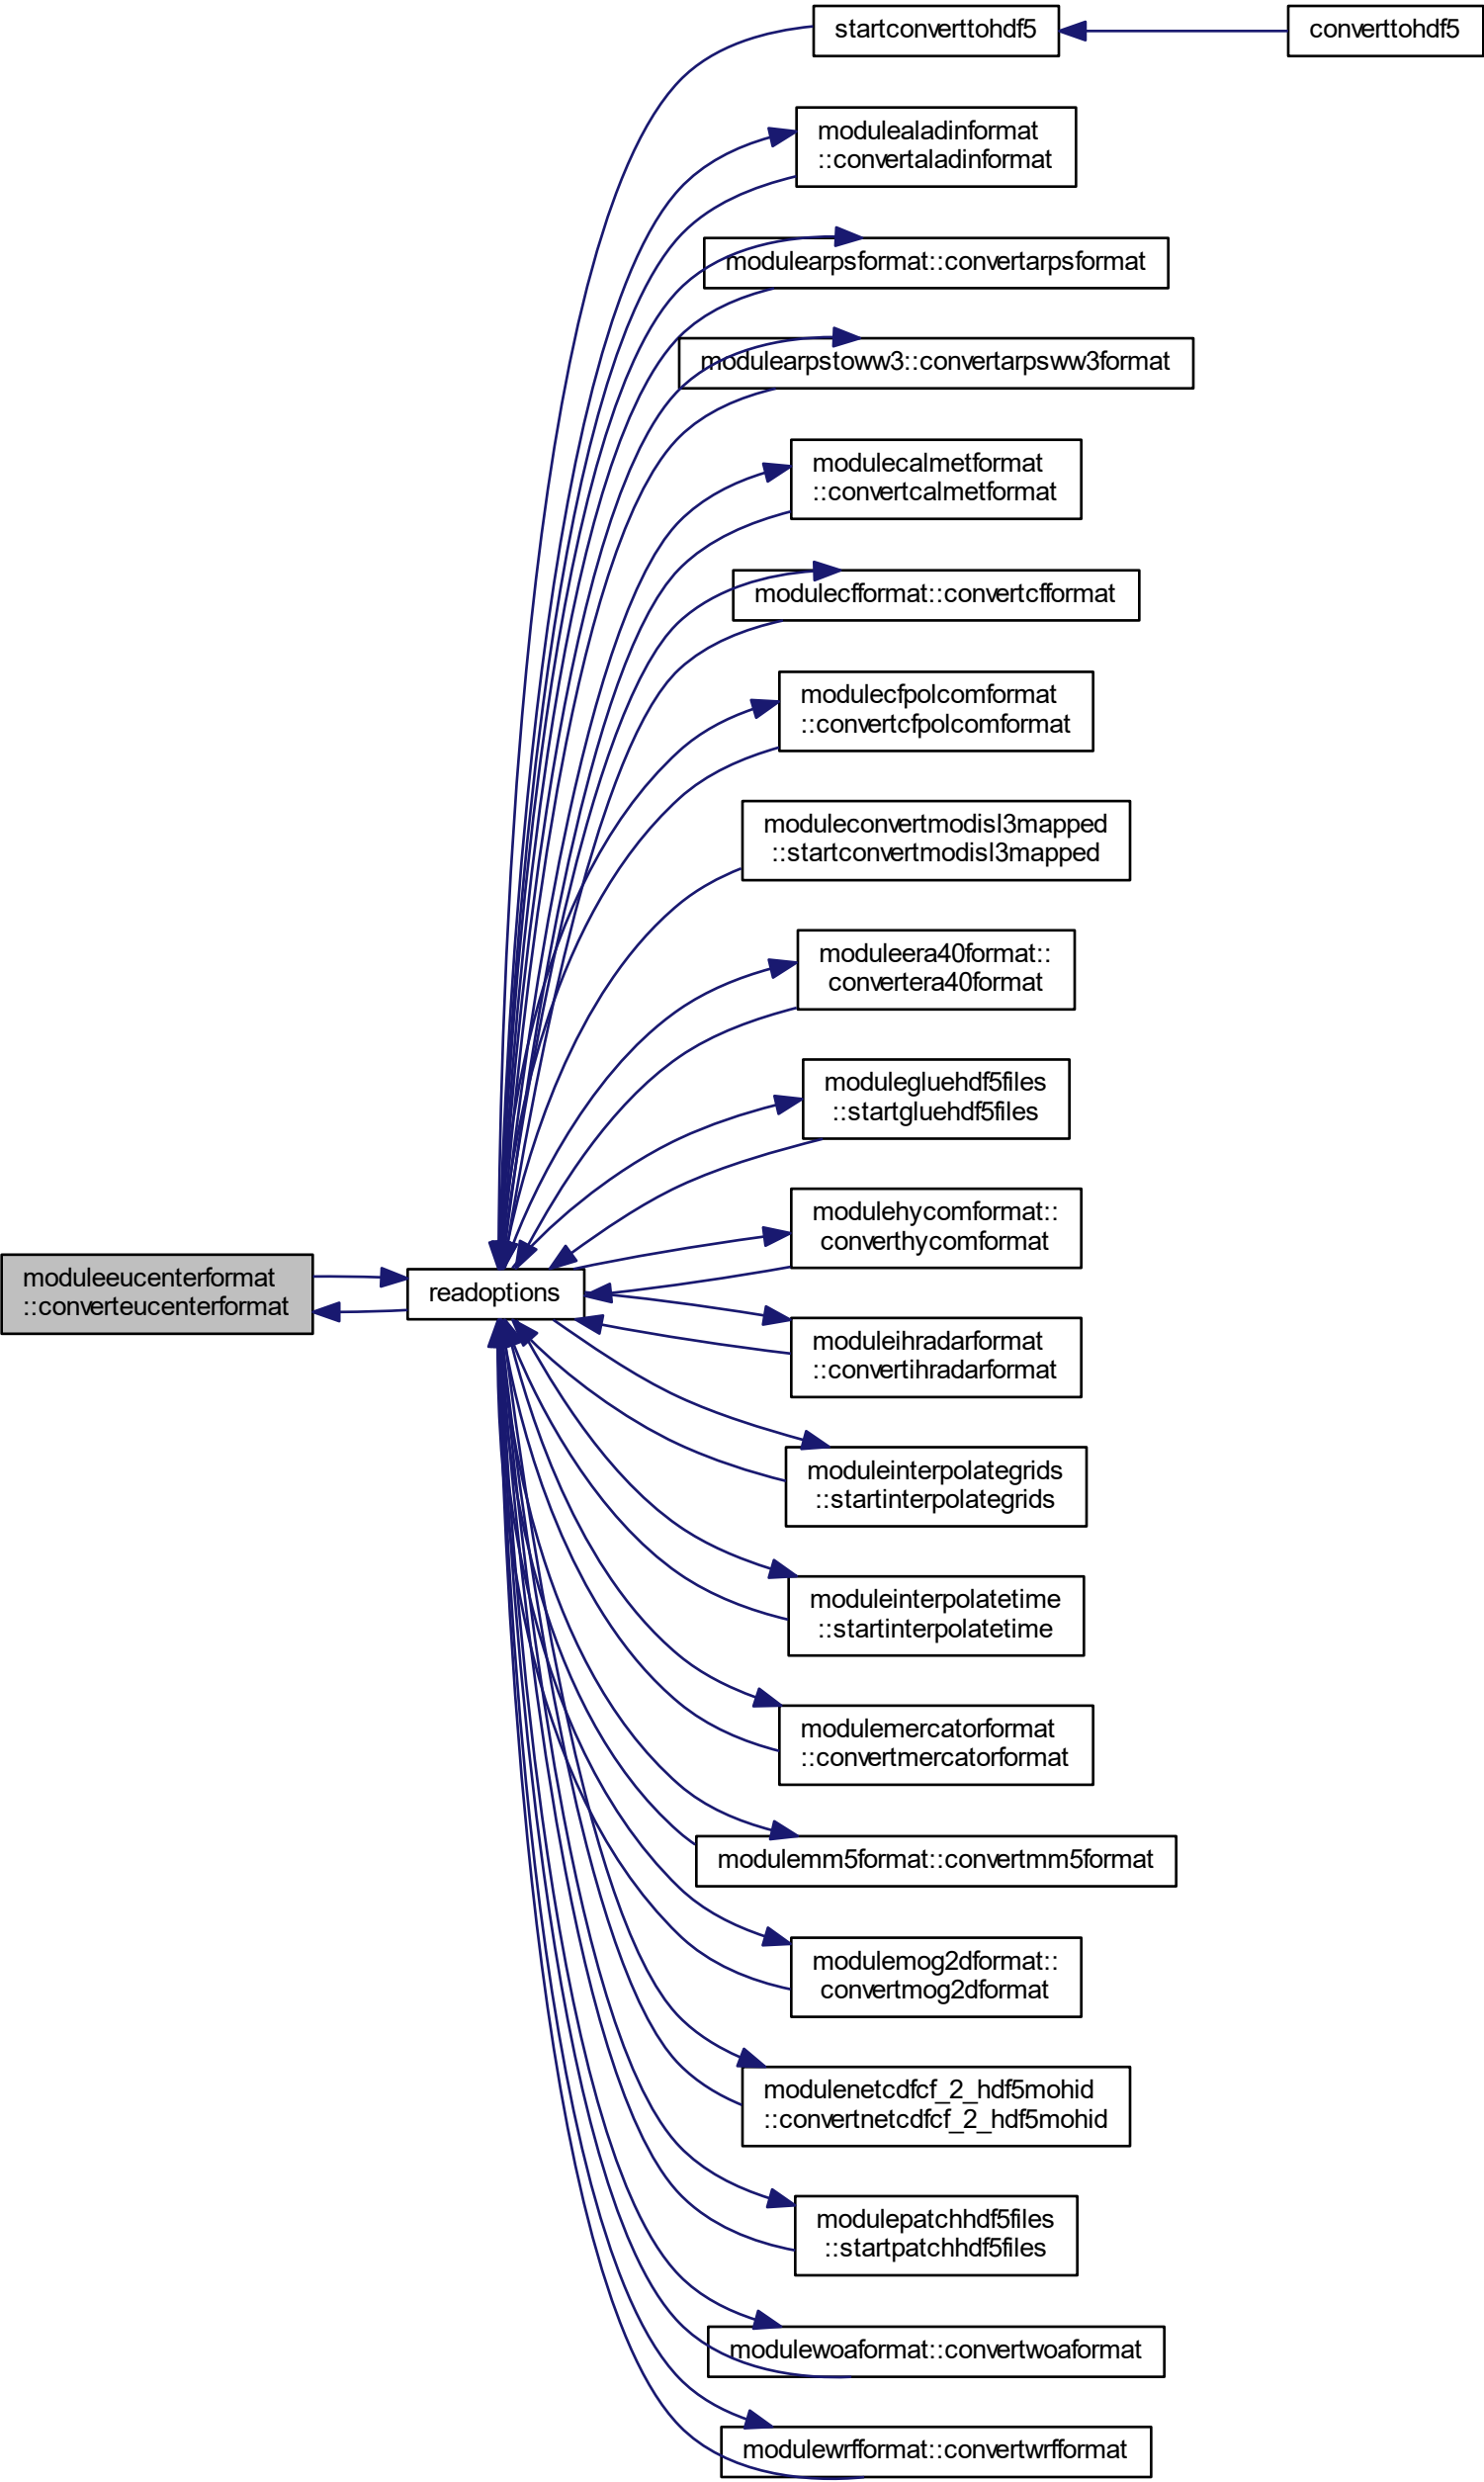 startconverttohdf5
converttohdf5
modulealadinformat
::convertaladinformat
modulearpsformat::convertarpsformat
modulearpstoww3::convertarpsww3format
modulecalmetformat
::convertcalmetformat
modulecfformat::convertcfformat
modulecfpolcomformat
::convertcfpolcomformat
moduleconvertmodisl3mapped
::startconvertmodisl3mapped
moduleera40format::
convertera40format
modulegluehdf5files
::startgluehdf5files
modulehycomformat::
converthycomformat
moduleeucenterformat
::converteucenterformat
readoptions
moduleihradarformat
::convertihradarformat
moduleinterpolategrids
::startinterpolategrids
moduleinterpolatetime
::startinterpolatetime
modulemercatorformat
::convertmercatorformat
modulemm5format::convertmm5format
modulemog2dformat::
convertmog2dformat
modulenetcdfcf_2_hdf5mohid
::convertnetcdfcf_2_hdf5mohid
modulepatchhdf5files
::startpatchhdf5files
modulewoaformat::convertwoaformat
modulewrfformat::convertwrfformat